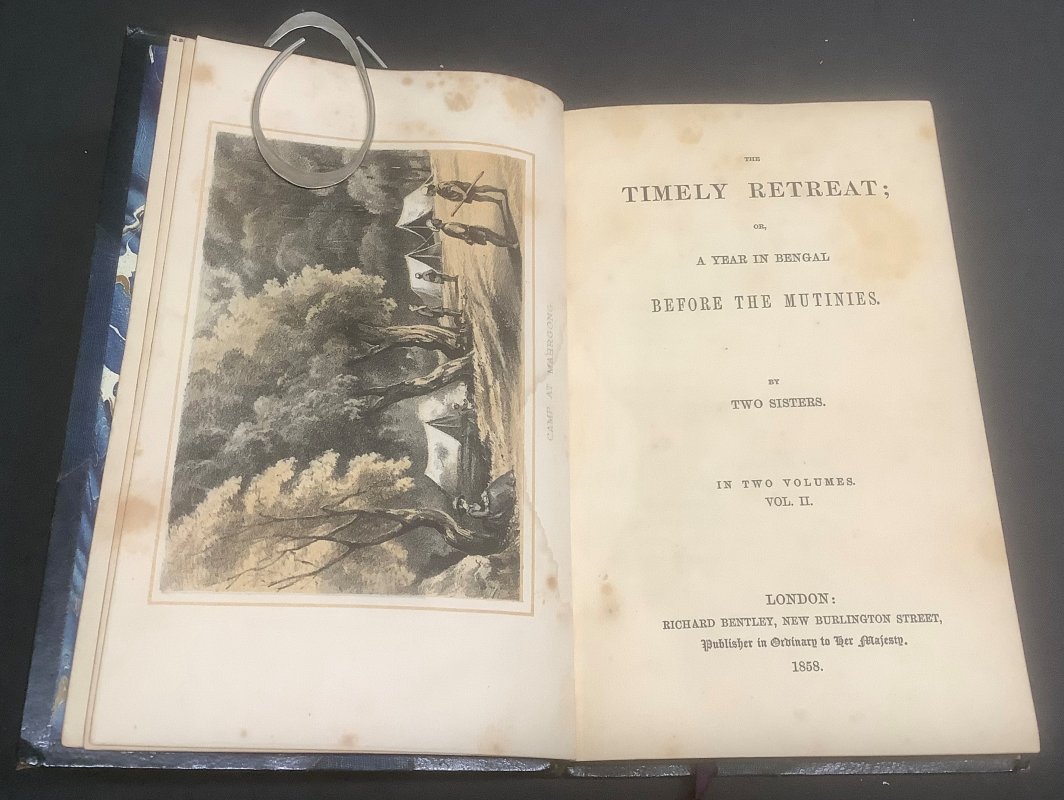 CAMP AT MAHRGONG
THE
TIMELY RETREAT;
OR,
A YEAR IN BENGAL
BEFORE THE MUTINIES.
BY
TWO SISTERS.
IN TWO VOLUMES.
VOL. II.
LONDON:
RICHARD BENTLEY, NEW BURLINGTON STREET,
Publisher in Ordinary to Her Majesty.
1858.